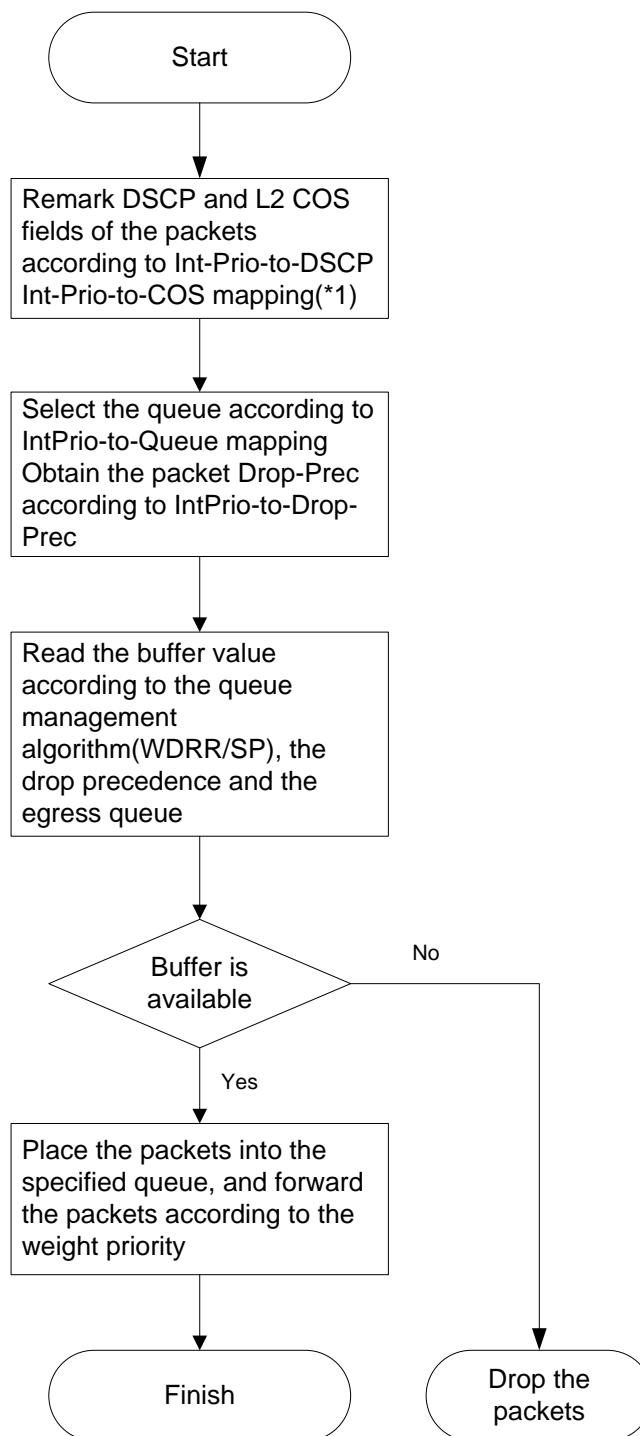 Start
Remark DSCP and L2 COS
fields of the packets
according to Int-Prio-to-DSCP
Int-Prio-to-COS mapping(*1)
Select the queue according to
IntPrio-to-Queue mapping
Obtain the packet Drop-Prec
according to IntPrio-to-Drop-
Prec
Read the buffer value
according to the queue
management
algorithm(WDRR/SP), the
drop precedence and the
egress queue
Buffer is
available
No
Yes
Place the packets into the
specified queue, and forward
the packets according to the
weight priority
Finish
Drop the
packets